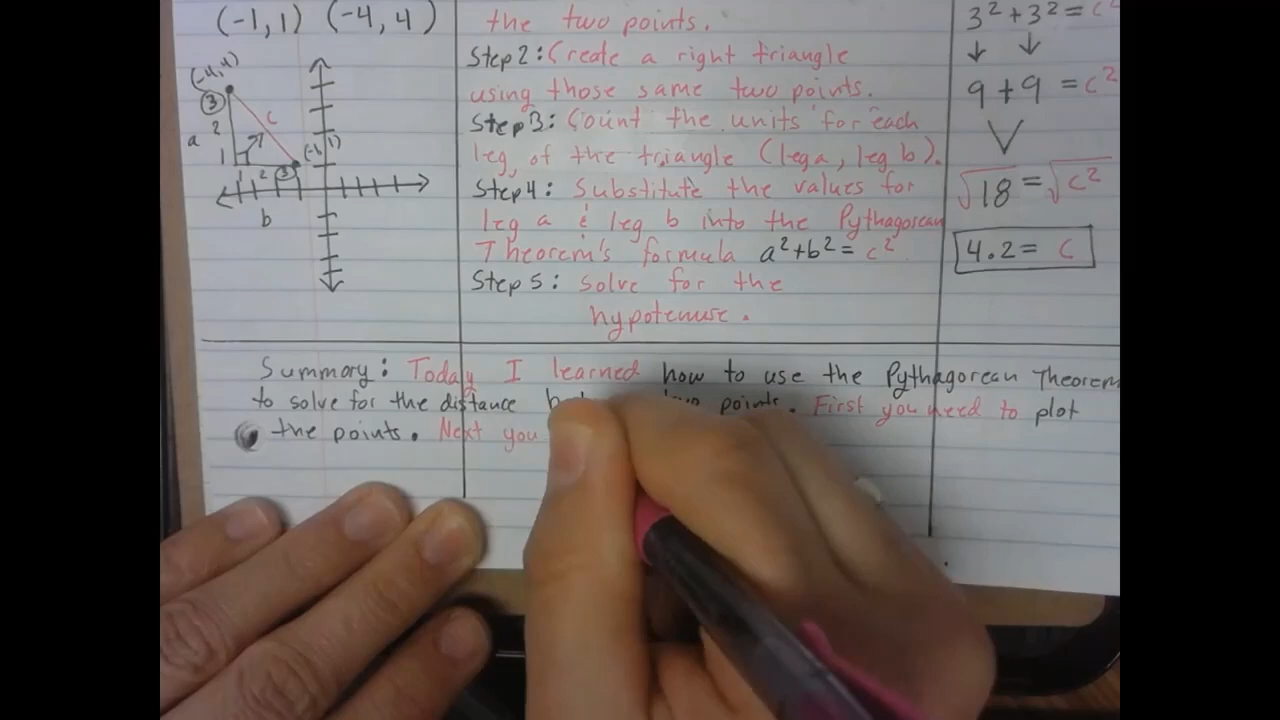 (-1,1) (-4,4)
(-4,4)
3
c
2
a
1
(-1,1)
1 2 3
b
the two points.
Step 2: Create a right triangle
using those same two points.
Step 3: Count the units for each
leg of the triangle (leg a, leg b).
Step 4: Substitute the values for
leg a & leg b into the Pythagorean
Theorem's formula a²+b²= c²
Step 5: Solve for the
hypotenuse.
3² + 3² = c²
9 + 9 = c²
√18 = √c²
4.2 = c
Summary: Today I learned how to use the Pythagorean Theorem
to solve for the distance points. First you need to plot
the points. Next you